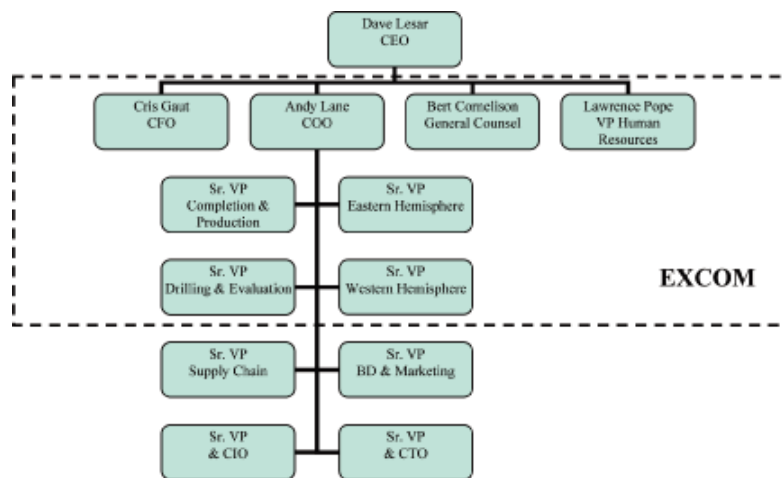 Dave Lesar
CEO
Cris Gaut
CFO
Andy Lane
COO
Bert Cornelison
General Counsel
Lawrence Pope
VP Human
Resources
Sr. VP
Completion &
Production
Sr. VP
Eastern Hemisphere
Sr. VP
Drilling & Evaluation
Sr. VP
Western Hemisphere
EXCOM
Sr. VP
Supply Chain
Sr. VP
BD & Marketing
Sr. VP
& CIO
Sr. VP
& CTO